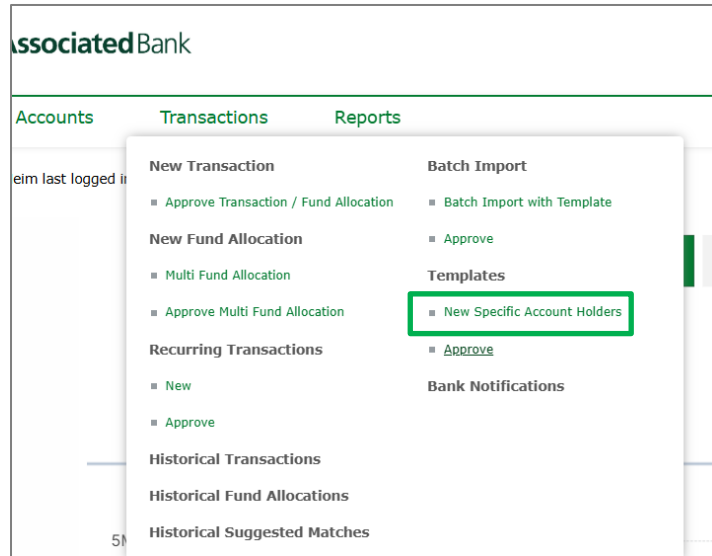 ssociated Bank
Accounts
Transactions
Reports
eim last logged i
New Transaction
Approve Transaction / Fund Allocation
New Fund Allocation
Multi Fund Allocation
Approve Multi Fund Allocation
Recurring Transactions
New
Approve
Historical Transactions
Historical Fund Allocations
Historical Suggested Matches
Batch Import
Batch Import with Template
Approve
Templates
New Specific Account Holders
Approve
Bank Notifications
5M